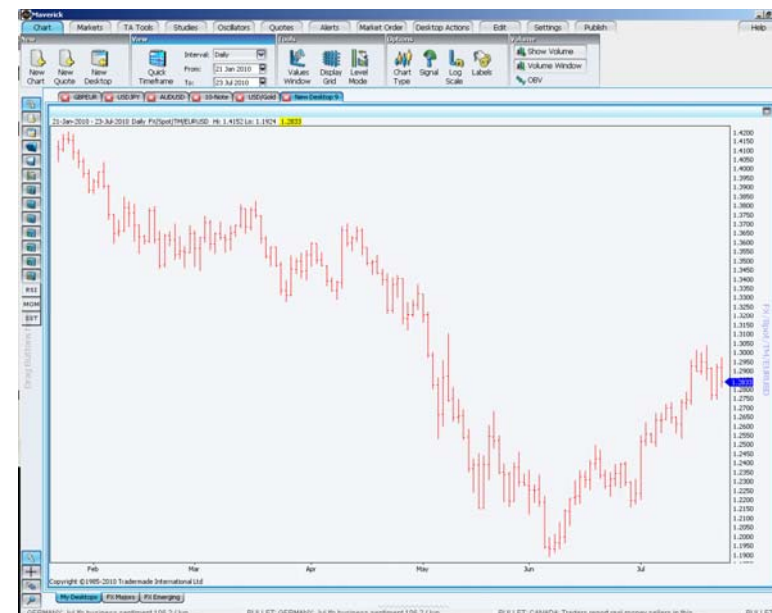 Maverick
Chart Markets TA Tools Studies Oscillators Quotes Alerts Market Order Desktop Actions Edit Settings Publish Help
New View Tools Options Volume
Interval: Daily
From: 21 Jan 2010
To: 23 Jul 2010
New Chart
New Quote
New Desktop
Quick Timeframe
Values Window
Display Grid
Level Mode
Chart Type
Signal
Log Scale
Labels
Show Volume
Volume Window
OBV
GBPEUR USDJPY AUDUSD 10-Note USD/Gold New Desktop 9
21-Jan-2010 - 23-Jul-2010 Daily FX/Spot/TM/EURUSD Hi: 1.4152 Lo: 1.1924 1.2833
1.4200
1.4150
1.4100
1.4050
1.4000
1.3950
1.3900
1.3850
1.3800
1.3750
1.3700
1.3650
1.3600
1.3550
1.3500
1.3450
1.3400
1.3350
1.3300
1.3250
1.3200
1.3150
1.3100
1.3050
1.3000
1.2950
1.2900
1.2833
1.2800
1.2750
1.2700
1.2650
1.2600
1.2550
1.2500
1.2450
1.2400
1.2350
1.2300
1.2250
1.2200
1.2150
1.2100
1.2050
1.2000
1.1950
1.1900
RSI
MOM
EXT
Drag Buttons
FX/Spot/TM/EURUSD
Feb Mar Apr May Jun Jul
Copyright ©1985-2010 Tradermade International Ltd
My Desktops FX Majors FX Emerging